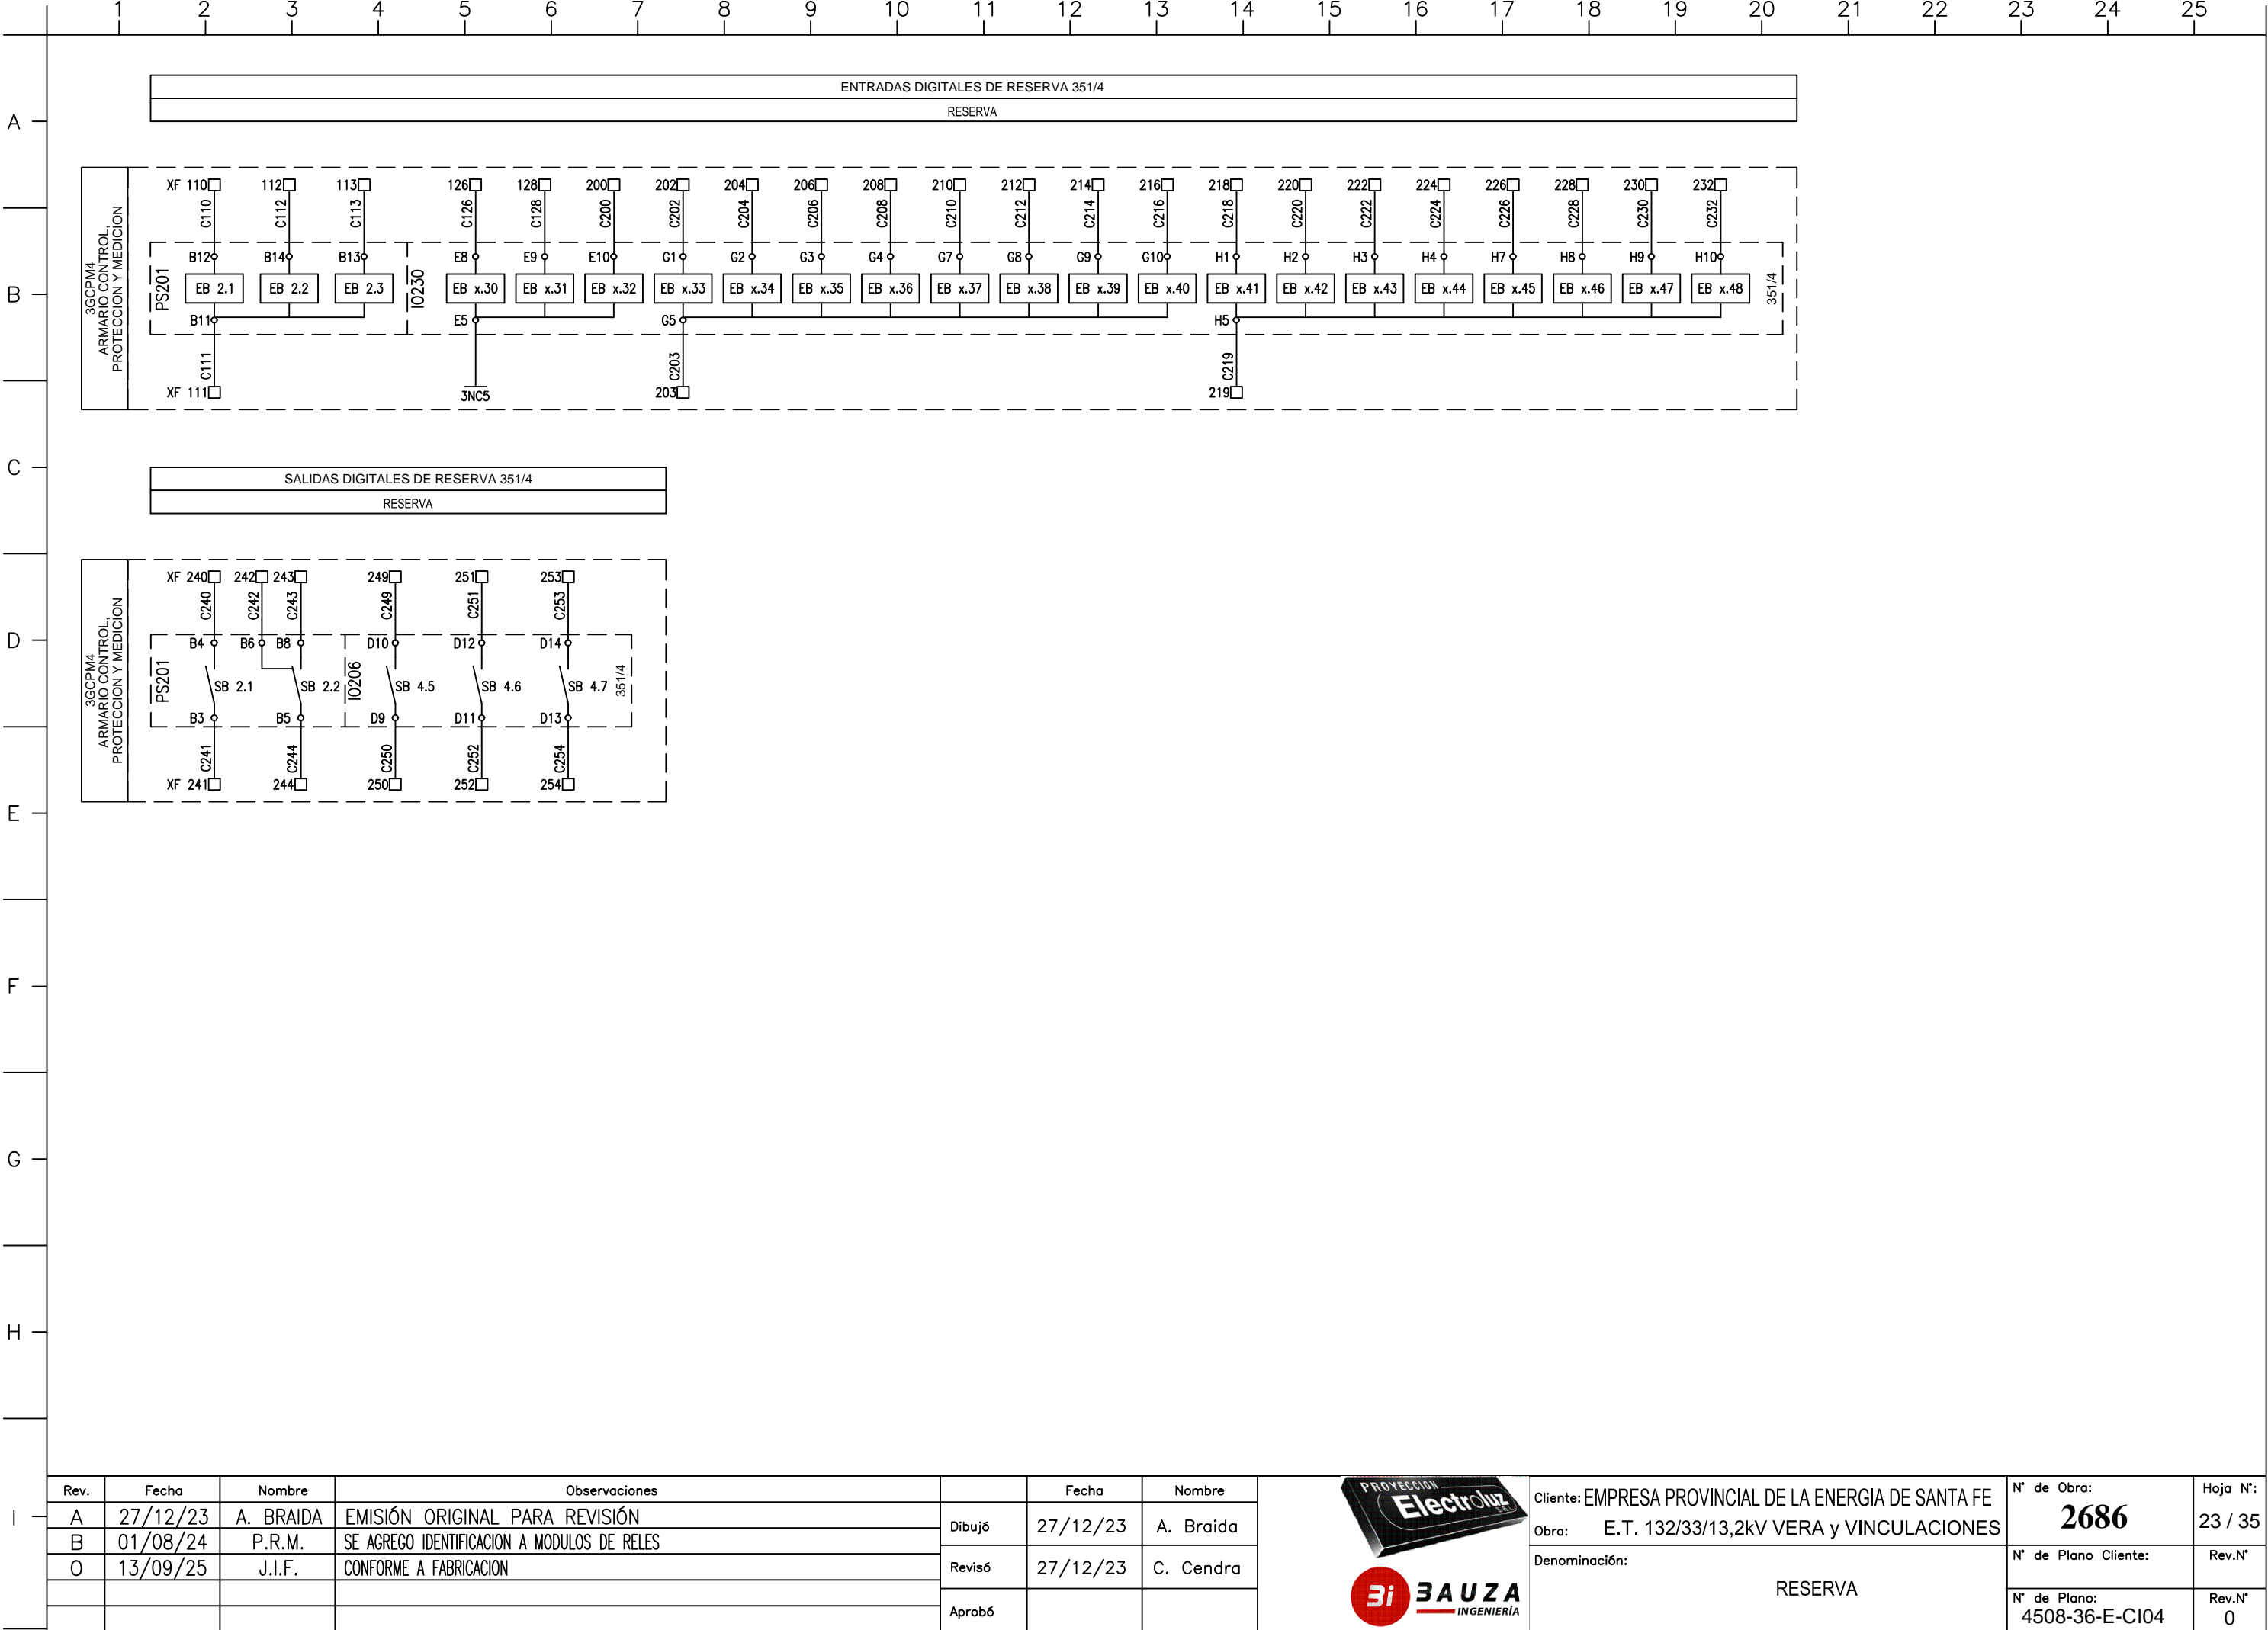 1 2 3 4 5 6 7 8 9 10 11 12 13 14 15 16 17 18 19 20 21 22 23 24 25
ENTRADAS DIGITALES DE RESERVA 351/4
RESERVA
A
3GCPM4
ARMARIO CONTROL,
PROTECCION Y MEDICION
XF 110 112 113 126 128 200 202 204 206 208 210 212 214 216 218 220 222 224 226 228 230 232
C110 C112 C113 C126 C128 C200 C202 C204 C206 C208 C210 C212 C214 C216 C218 C220 C222 C224 C226 C228 C230 C232
B12 B14 B13 E8 E9 E10 G1 G2 G3 G4 G7 G8 G9 G10 H1 H2 H3 H4 H7 H8 H9 H10
B
PS201 EB 2.1 EB 2.2 EB 2.3 IO230 EB x.30 EB x.31 EB x.32 EB x.33 EB x.34 EB x.35 EB x.36 EB x.37 EB x.38 EB x.39 EB x.40 EB x.41 EB x.42 EB x.43 EB x.44 EB x.45 EB x.46 EB x.47 EB x.48 351/4
B11 E5 G5 H5
C111 C203 C219
XF 111 3NC5 203 219
C
SALIDAS DIGITALES DE RESERVA 351/4
RESERVA
3GCPM4
ARMARIO CONTROL,
PROTECCION Y MEDICION
XF 240 242 243 249 251 253
C240 C242 C243 C249 C251 C253
D
B4 B6 B8 D10 D12 D14
PS201 SB 2.1 SB 2.2 IO206 SB 4.5 SB 4.6 SB 4.7 351/4
B3 B5 D9 D11 D13
C241 C244 C250 C252 C254
XF 241 244 250 252 254
E
F
G
H
I
Rev. Fecha Nombre Observaciones
A 27/12/23 A. BRAIDA EMISIÓN ORIGINAL PARA REVISIÓN
B 01/08/24 P.R.M. SE AGREGO IDENTIFICACION A MODULOS DE RELES
0 13/09/25 J.I.F. CONFORME A FABRICACION
Fecha Nombre
Dibujó 27/12/23 A. Braida
Revisó 27/12/23 C. Cendra
Aprobó
PROYECCION
Electroluz
S.R.L.
3i BAUZA
INGENIERÍA
Cliente: EMPRESA PROVINCIAL DE LA ENERGIA DE SANTA FE
Obra: E.T. 132/33/13,2kV VERA y VINCULACIONES
Denominación:
RESERVA
N° de Obra:
2686
Hoja N°:
23 / 35
N° de Plano Cliente:
Rev.N°
N° de Plano:
4508-36-E-CI04
Rev.N°
0